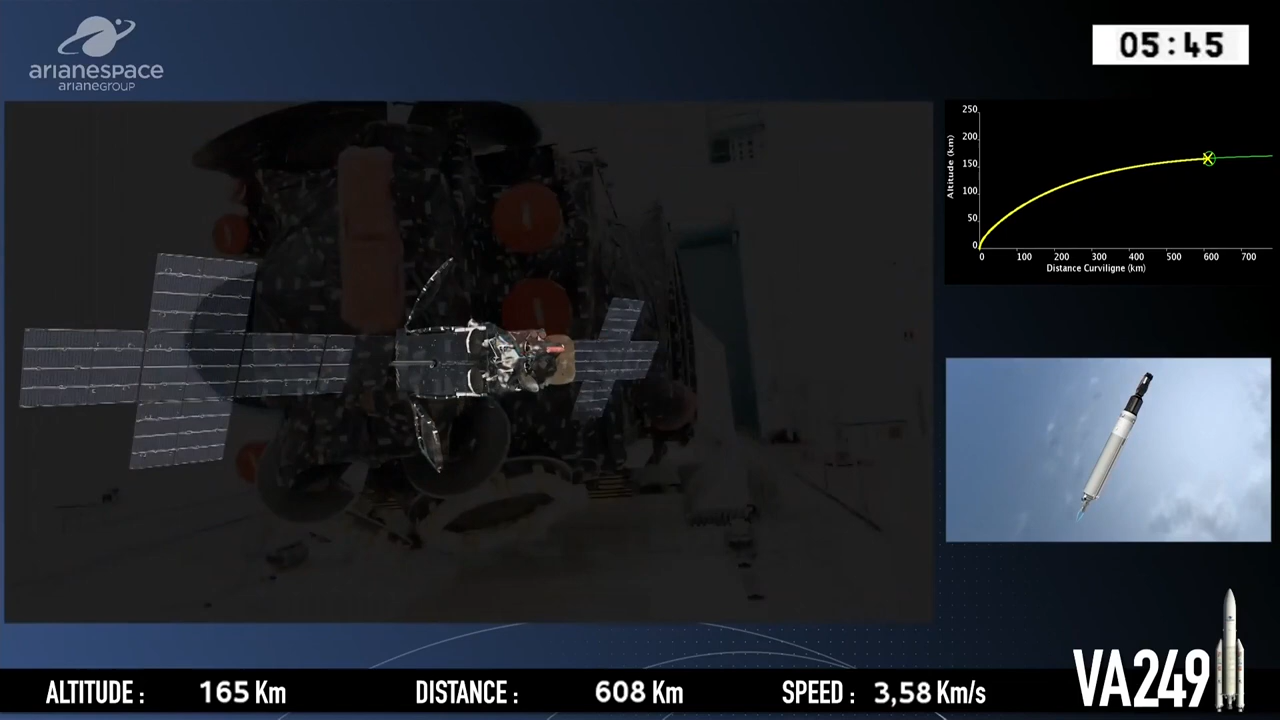 arianespace
arianeGROUP
05:45
250
200
150
100
50
0
Altitude (km)
0 100 200 300 400 500 600 700
Distance Curviligne (km)
VA249
ALTITUDE : 165 Km DISTANCE : 608 Km SPEED : 3,58 Km/s